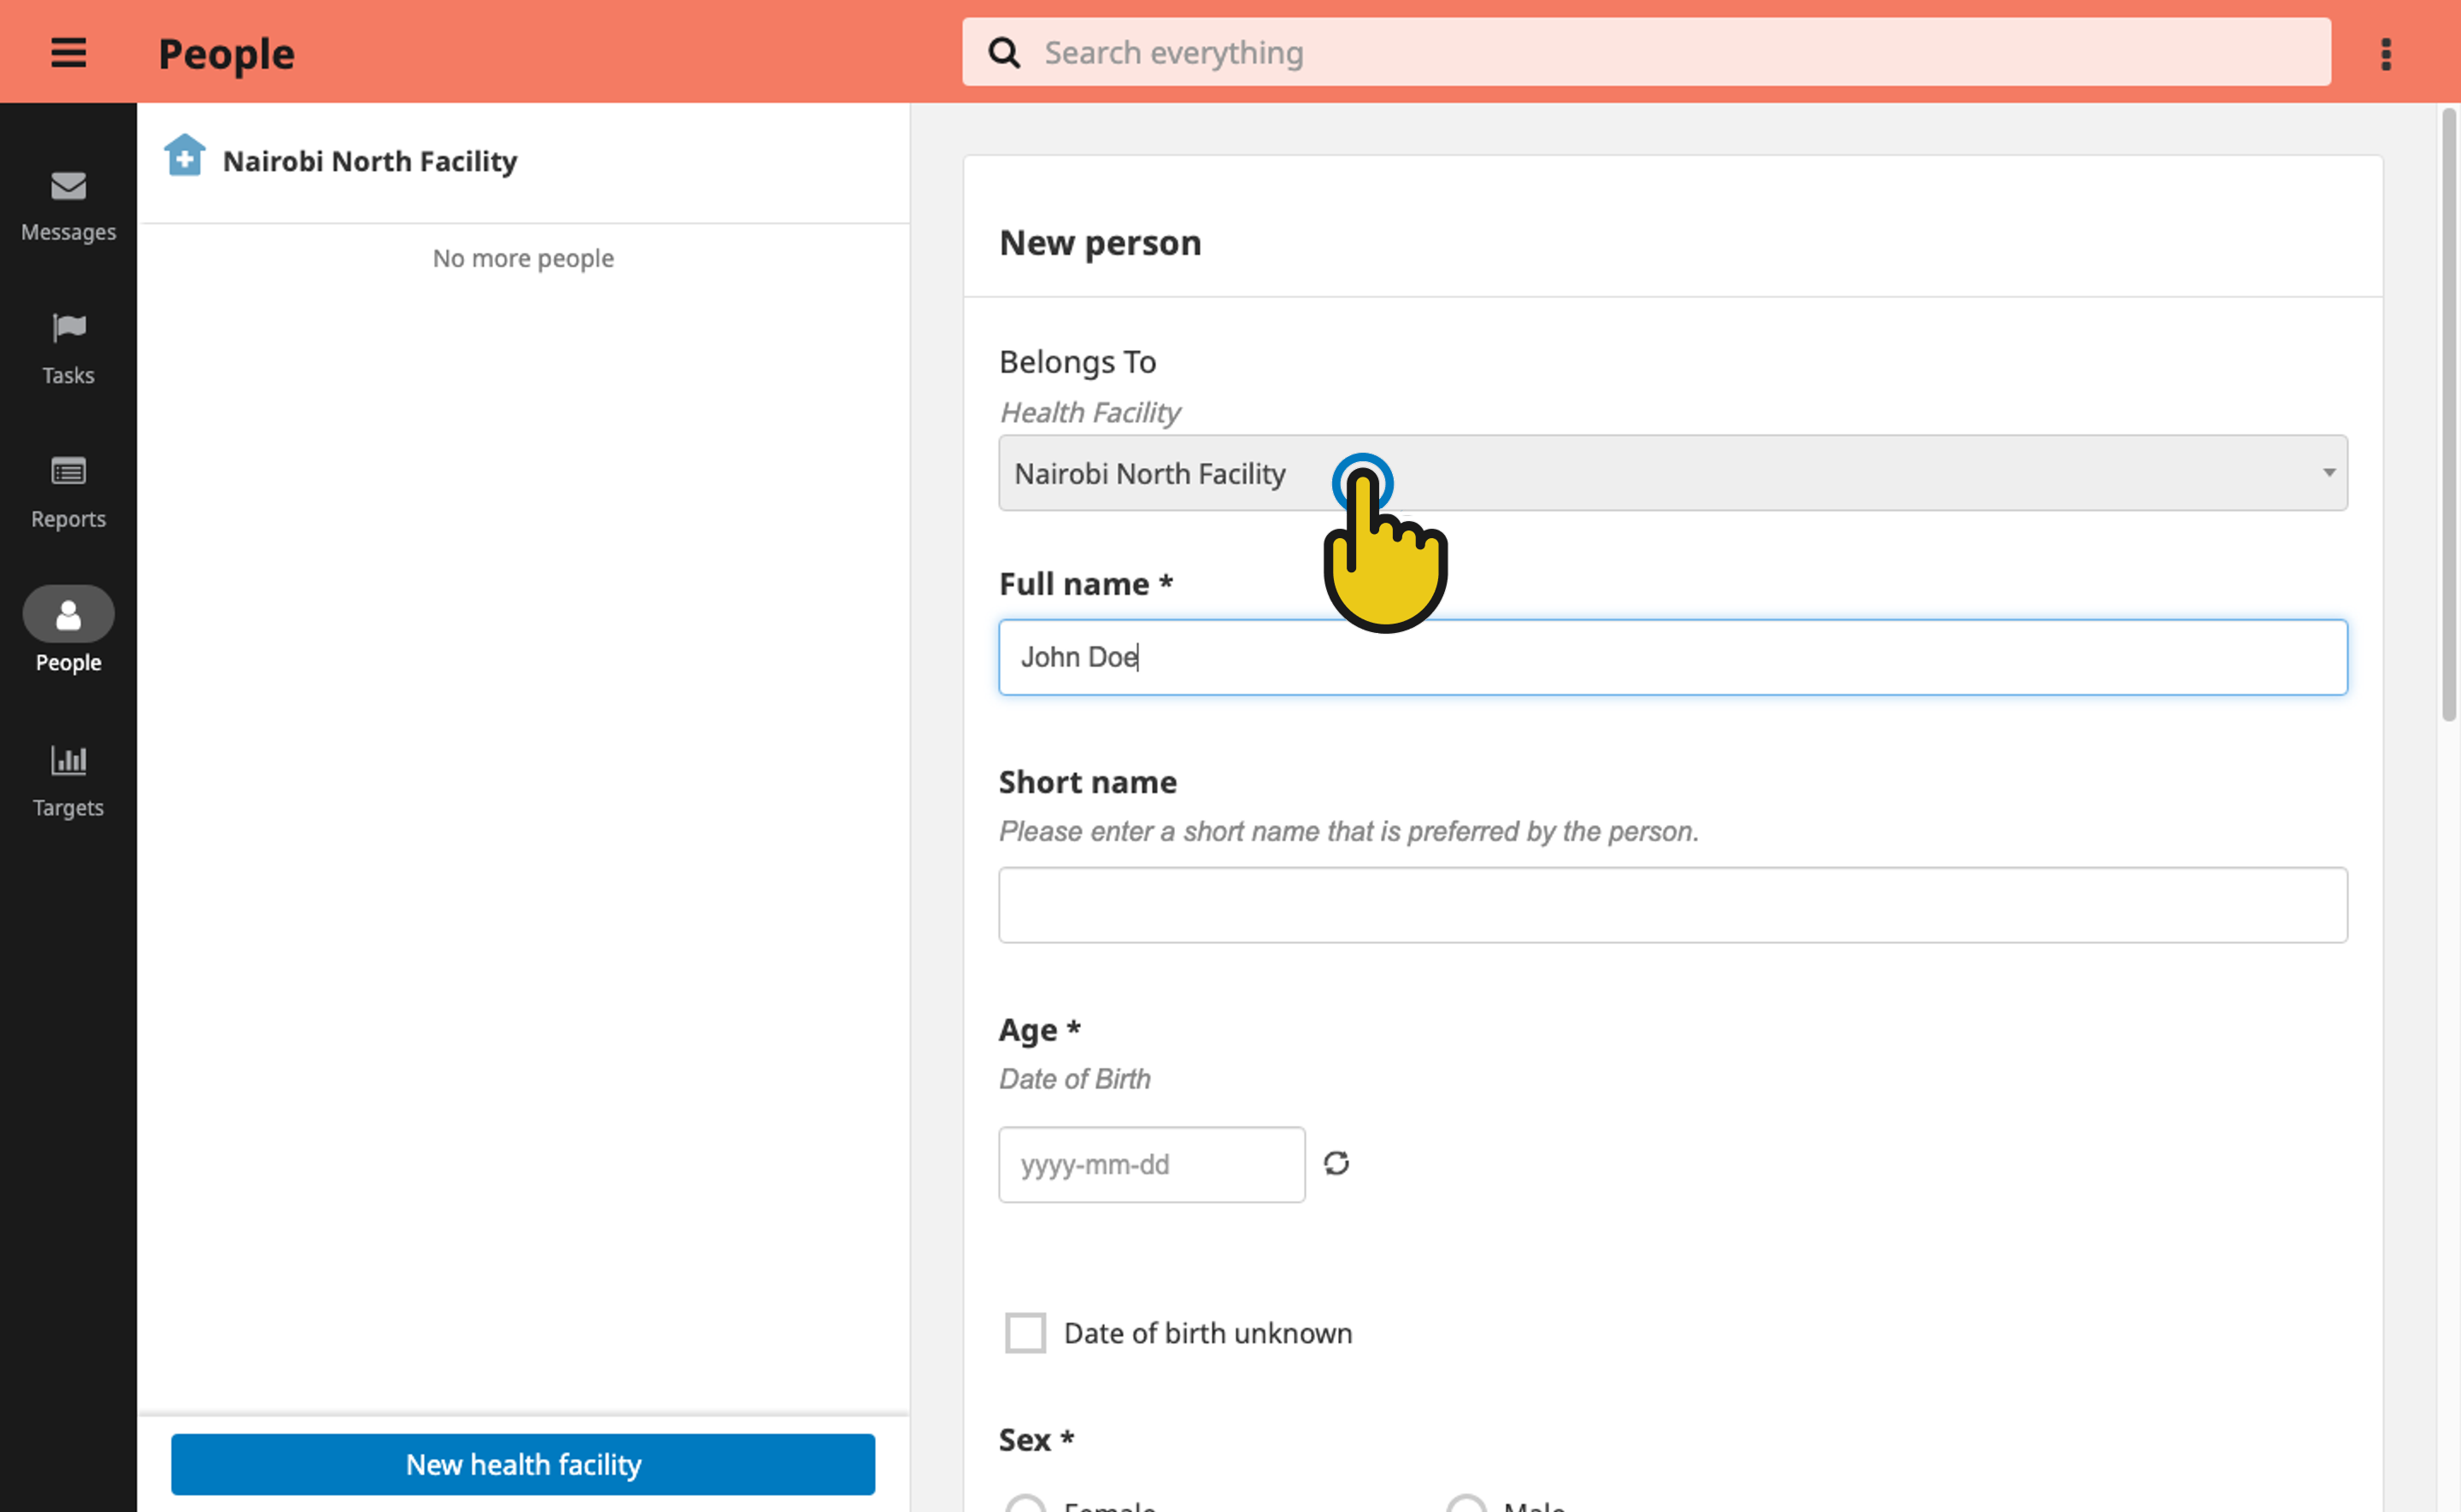 People
Search everything
Messages
Tasks
Reports
People
Targets
Nairobi North Facility
No more people
New health facility
New person
Belongs To
Health Facility
Nairobi North Facility
Full name *
John Doe
Short name
Please enter a short name that is preferred by the person.
Age *
Date of Birth
yyyy-mm-dd
Date of birth unknown
Sex *
Female
Male